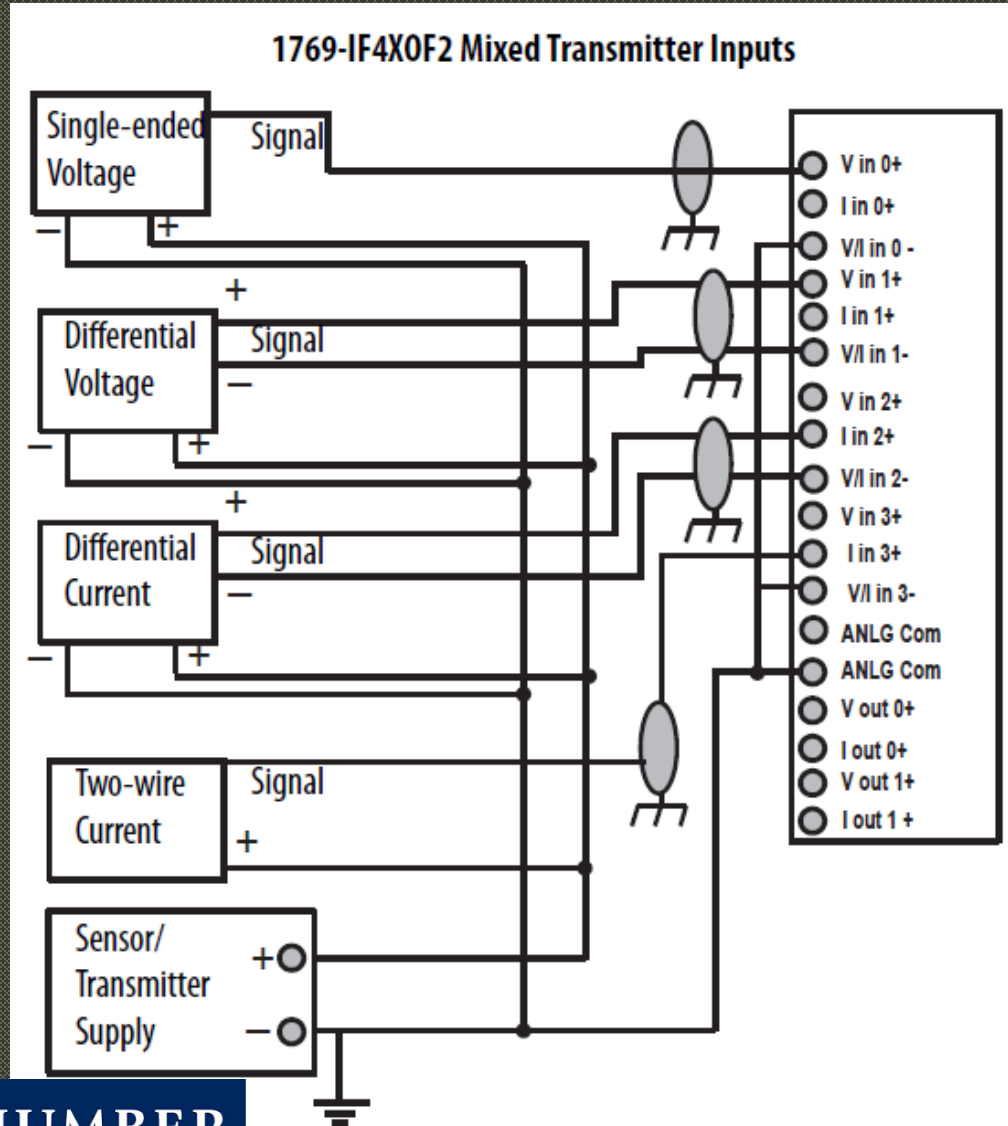 1769-IF4XOF2 Mixed Transmitter Inputs
Single-ended
Voltage
Signal
− +
+
Differential
Voltage
Signal
−
− +
+
Differential
Current
Signal
−
− +
Two-wire
Current
Signal
+
Sensor/
Transmitter
Supply
+
−
V in 0+
I in 0+
V/I in 0 -
V in 1+
I in 1+
V/I in 1-
V in 2+
I in 2+
V/I in 2-
V in 3+
I in 3+
V/I in 3-
ANLG Com
ANLG Com
V out 0+
I out 0+
V out 1+
I out 1 +
HUMBER